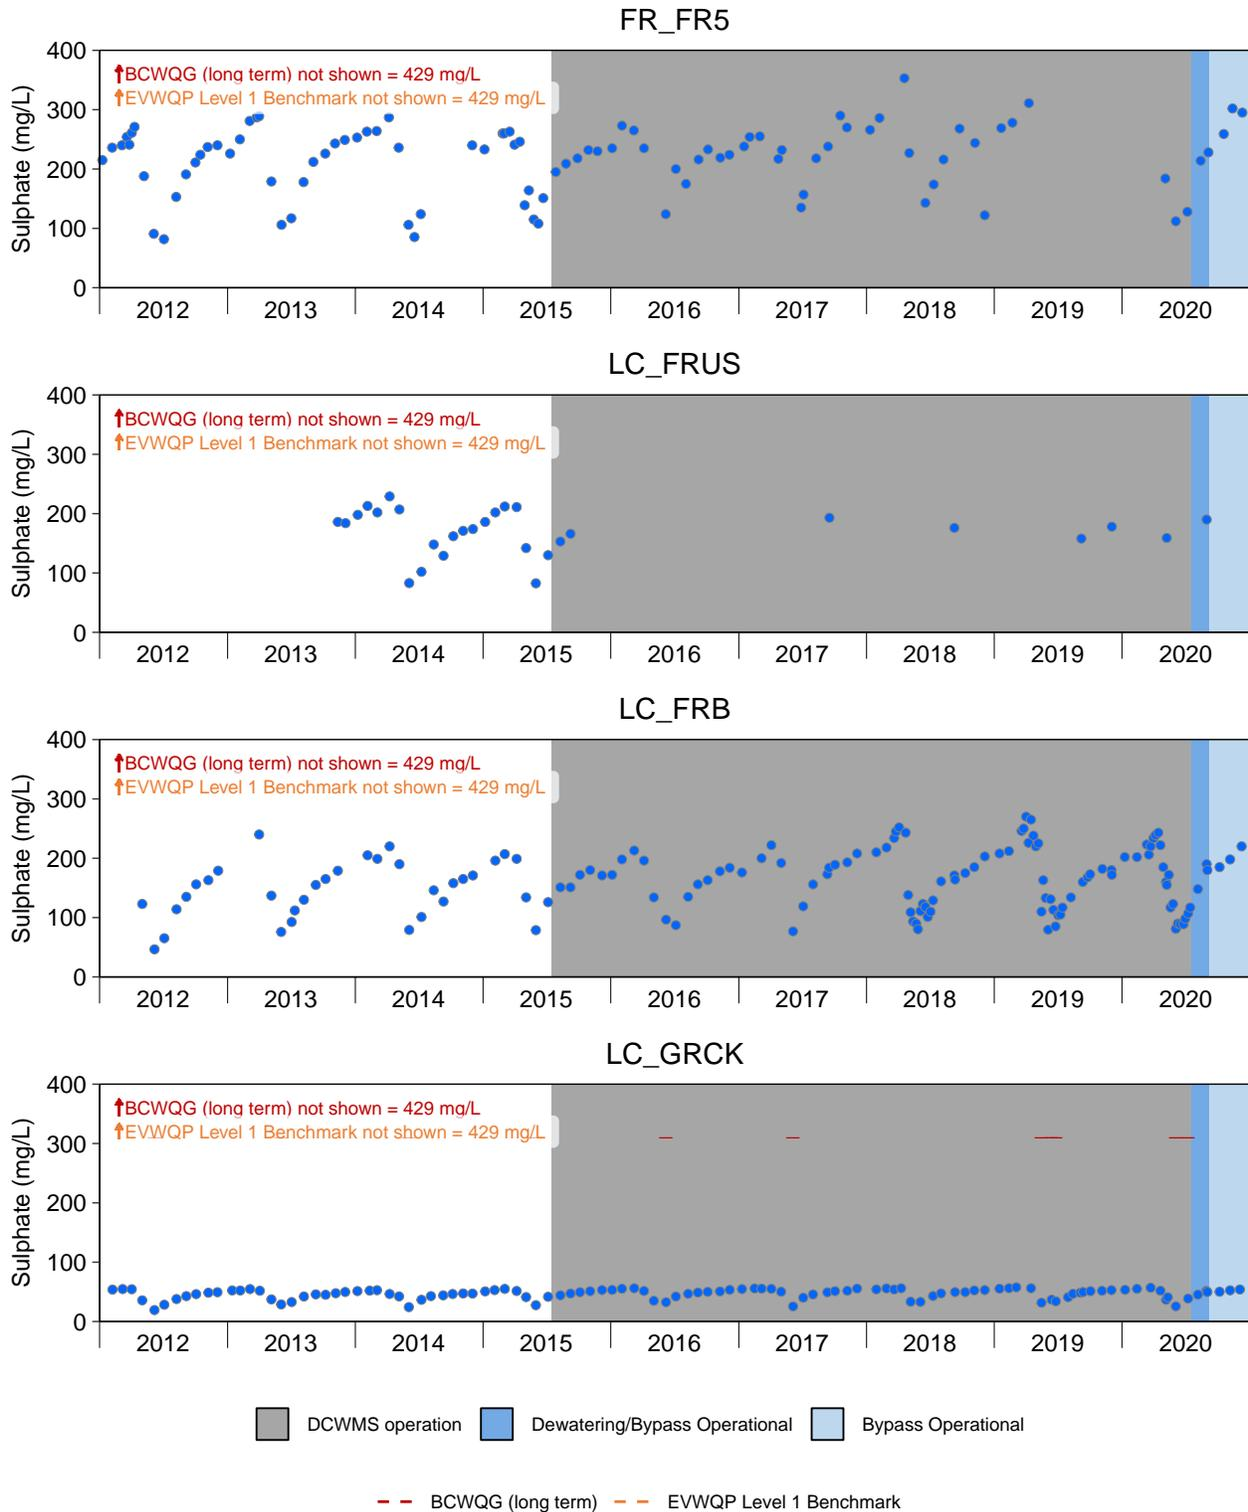 FR_FR5
400
↑BCWQG (long term) not shown = 429 mg/L
↑EVWQP Level 1 Benchmark not shown = 429 mg/L
300
200
100
0
Sulphate (mg/L)
2012 2013 2014 2015 2016 2017 2018 2019 2020
LC_FRUS
400
↑BCWQG (long term) not shown = 429 mg/L
↑EVWQP Level 1 Benchmark not shown = 429 mg/L
300
200
100
0
Sulphate (mg/L)
2012 2013 2014 2015 2016 2017 2018 2019 2020
LC_FRB
400
↑BCWQG (long term) not shown = 429 mg/L
↑EVWQP Level 1 Benchmark not shown = 429 mg/L
300
200
100
0
Sulphate (mg/L)
2012 2013 2014 2015 2016 2017 2018 2019 2020
LC_GRCK
400
↑BCWQG (long term) not shown = 429 mg/L
↑EVWQP Level 1 Benchmark not shown = 429 mg/L
300
200
100
0
Sulphate (mg/L)
2012 2013 2014 2015 2016 2017 2018 2019 2020
DCWMS operation Dewatering/Bypass Operational Bypass Operational
BCWQG (long term) EVWQP Level 1 Benchmark